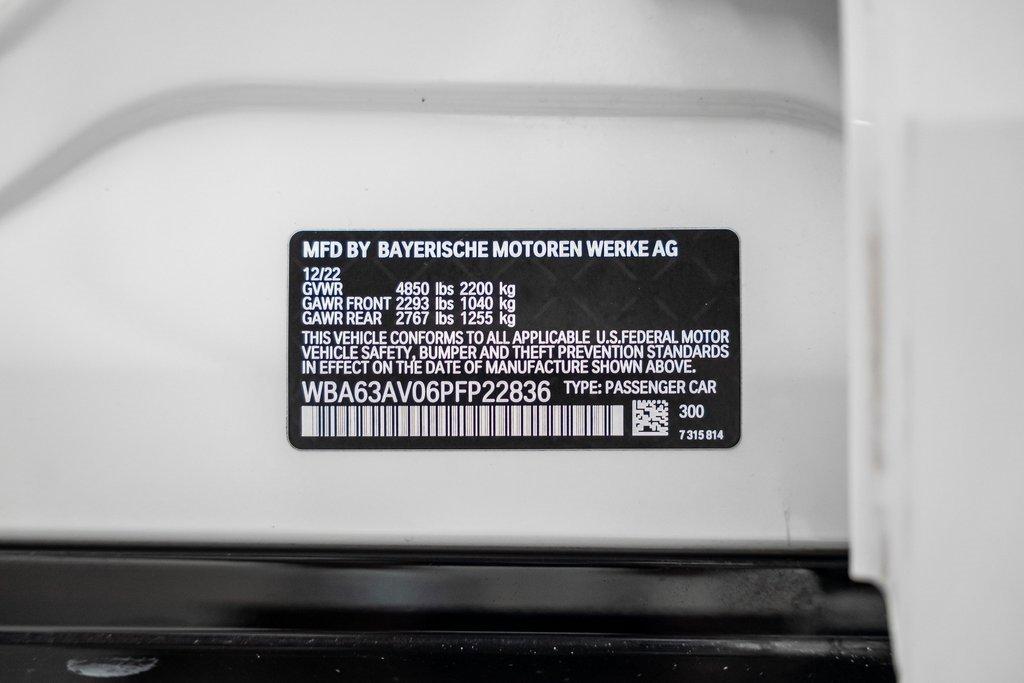 MFD BY BAYERISCHE MOTOREN WERKE AG
12/22
GVWR 4850 lbs 2200 kg
GAWR FRONT 2293 lbs 1040 kg
GAWR REAR 2767 lbs 1255 kg
THIS VEHICLE CONFORMS TO ALL APPLICABLE U.S.FEDERAL MOTOR
VEHICLE SAFETY, BUMPER AND THEFT PREVENTION STANDARDS
IN EFFECT ON THE DATE OF MANUFACTURE SHOWN ABOVE.
WBA63AV06PFP22836 TYPE: PASSENGER CAR
300
7 315 814